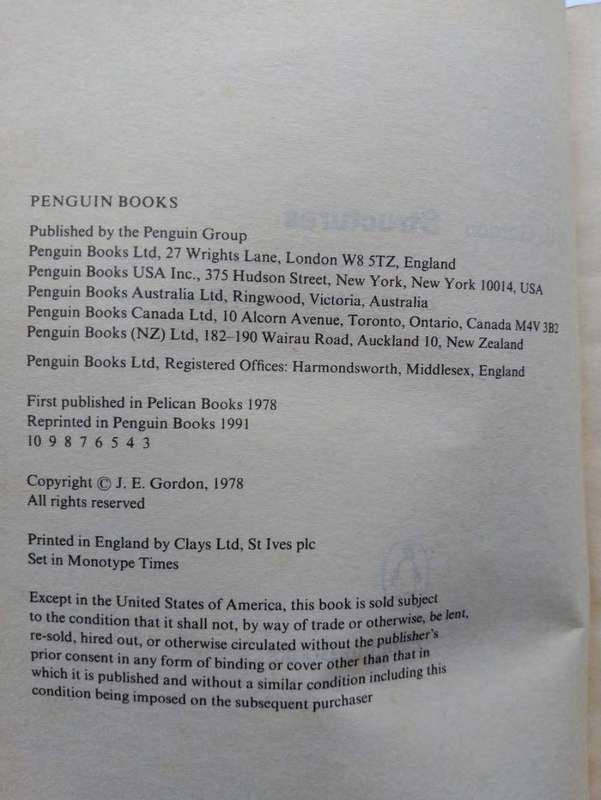 PENGUIN BOOKS
Published by the Penguin Group
Penguin Books Ltd, 27 Wrights Lane, London W8 5TZ, England
Penguin Books USA Inc., 375 Hudson Street, New York, New York 10014, USA
Penguin Books Australia Ltd, Ringwood, Victoria, Australia
Penguin Books Canada Ltd, 10 Alcorn Avenue, Toronto, Ontario, Canada M4V 3B2
Penguin Books (NZ) Ltd, 182–190 Wairau Road, Auckland 10, New Zealand
Penguin Books Ltd, Registered Offices: Harmondsworth, Middlesex, England
First published in Pelican Books 1978
Reprinted in Penguin Books 1991
10 9 8 7 6 5 4 3
Copyright © J. E. Gordon, 1978
All rights reserved
Printed in England by Clays Ltd, St Ives plc
Set in Monotype Times
Except in the United States of America, this book is sold subject
to the condition that it shall not, by way of trade or otherwise, be lent,
re-sold, hired out, or otherwise circulated without the publisher's
prior consent in any form of binding or cover other than that in
which it is published and without a similar condition including this
condition being imposed on the subsequent purchaser
Structures